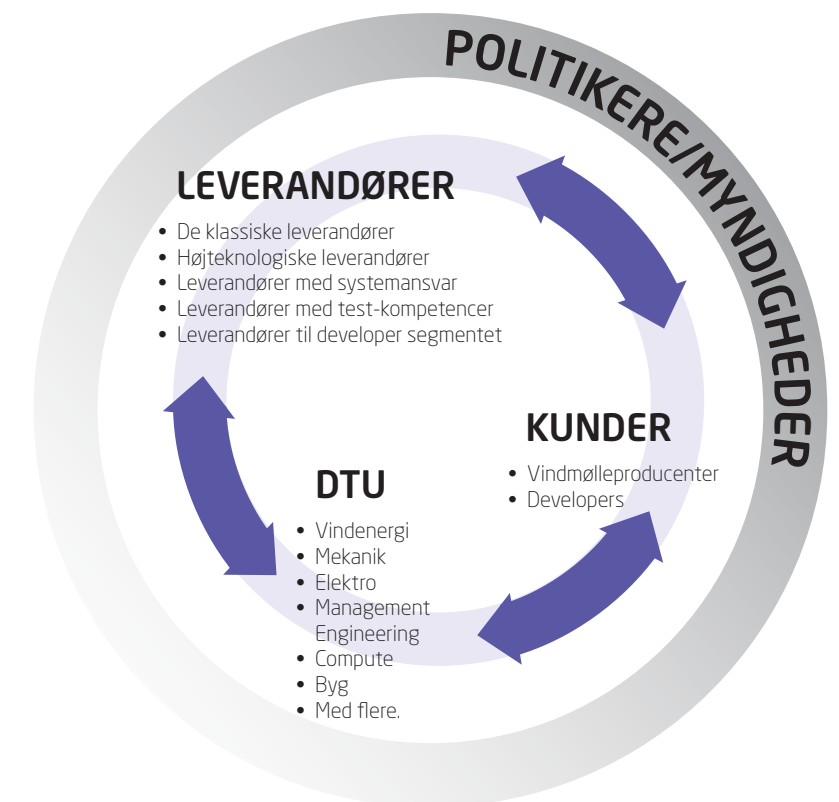 POLITIKERE/MYNDIGHEDER
LEVERANDØRER
• De klassiske leverandører
• Højteknologiske leverandører
• Leverandører med systemansvar
• Leverandører med test-kompetencer
• Leverandører til developer segmentet
KUNDER
• Vindmølleproducenter
• Developers
DTU
• Vindenergi
• Mekanik
• Elektro
• Management
Engineering
• Compute
• Byg
• Med flere.